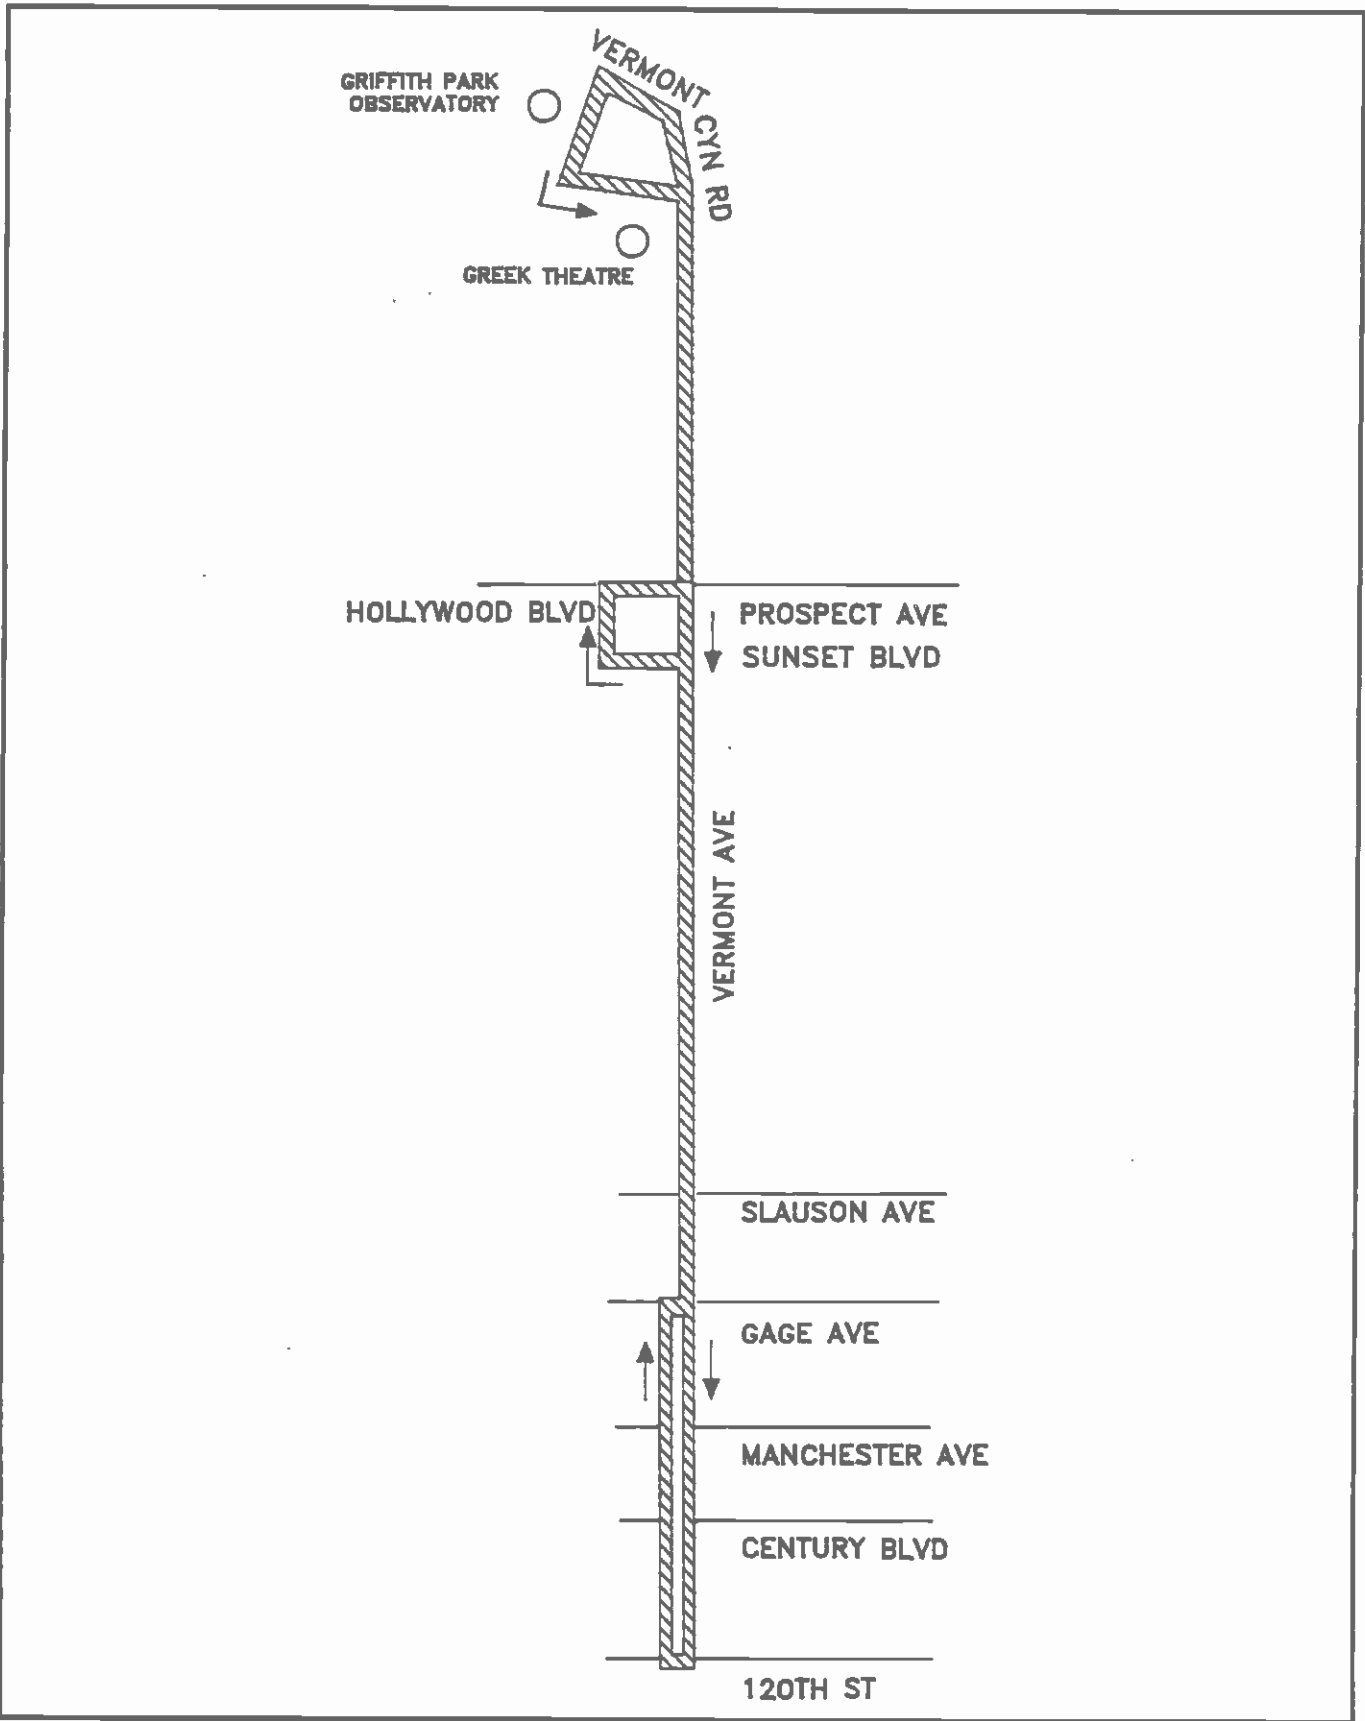 VERMONT CYN RD
GRIFFITH PARK
OBSERVATORY
GREEK THEATRE
HOLLYWOOD BLVD
PROSPECT AVE
SUNSET BLVD
VERMONT AVE
SLAUSON AVE
GAGE AVE
MANCHESTER AVE
CENTURY BLVD
120TH ST